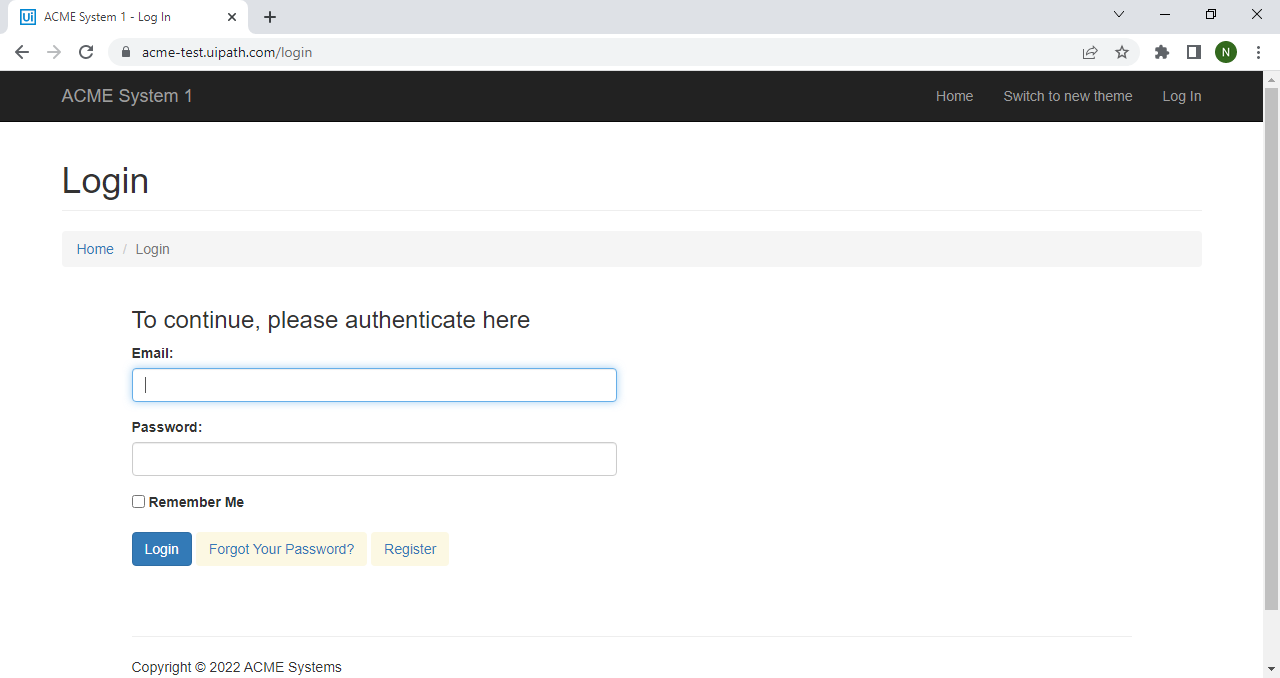 Ui ACME System 1 - Log In
acme-test.uipath.com/login
N
ACME System 1 Home Switch to new theme Log In
Login
Home / Login
To continue, please authenticate here
Email:
Password:
Remember Me
Login Forgot Your Password? Register
Copyright © 2022 ACME Systems